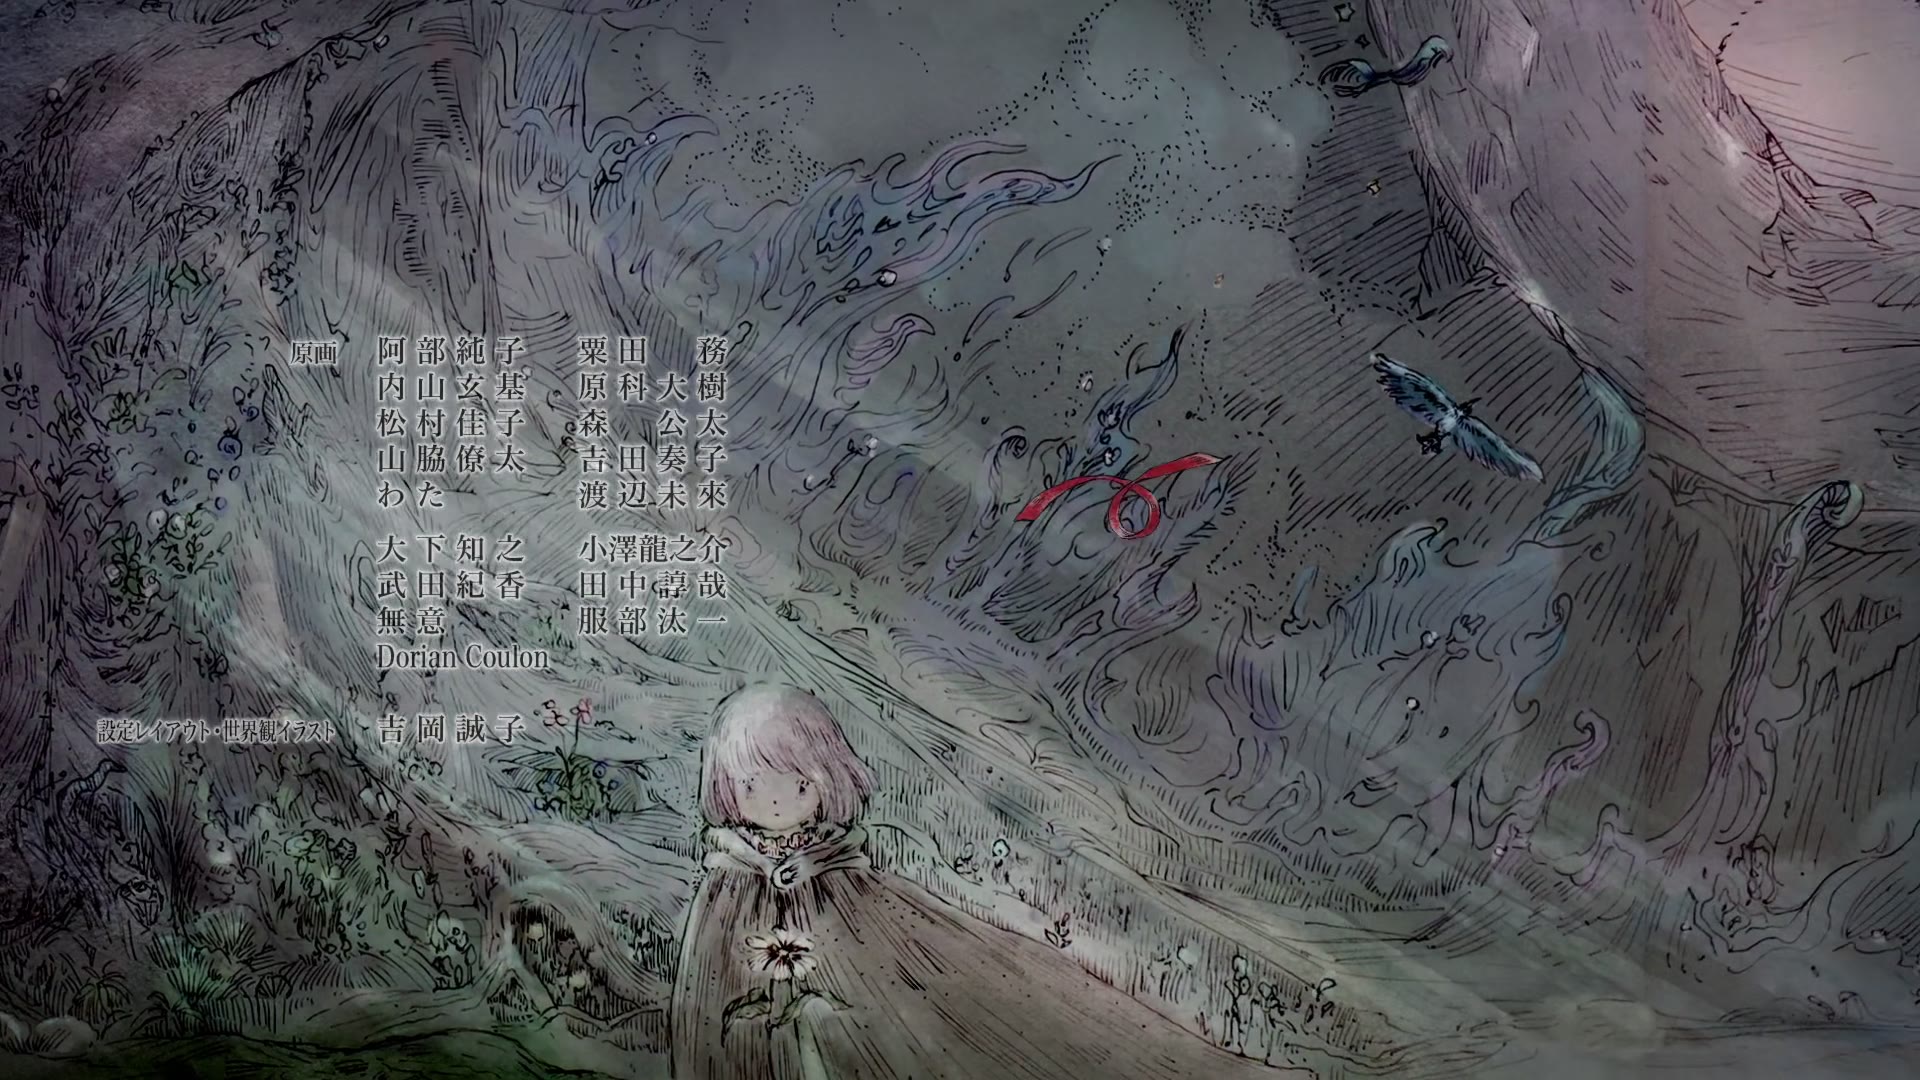 原画 阿部純子 粟田 務
内山玄基 原科大樹
松村佳子 森 公太
山脇僚太 吉田奏子
わた 渡辺未來
大下知之 小澤龍之介
武田紀香 田中諄哉
無意 服部汰一
Dorian Coulon
設定レイアウト・世界観イラスト 吉岡誠子